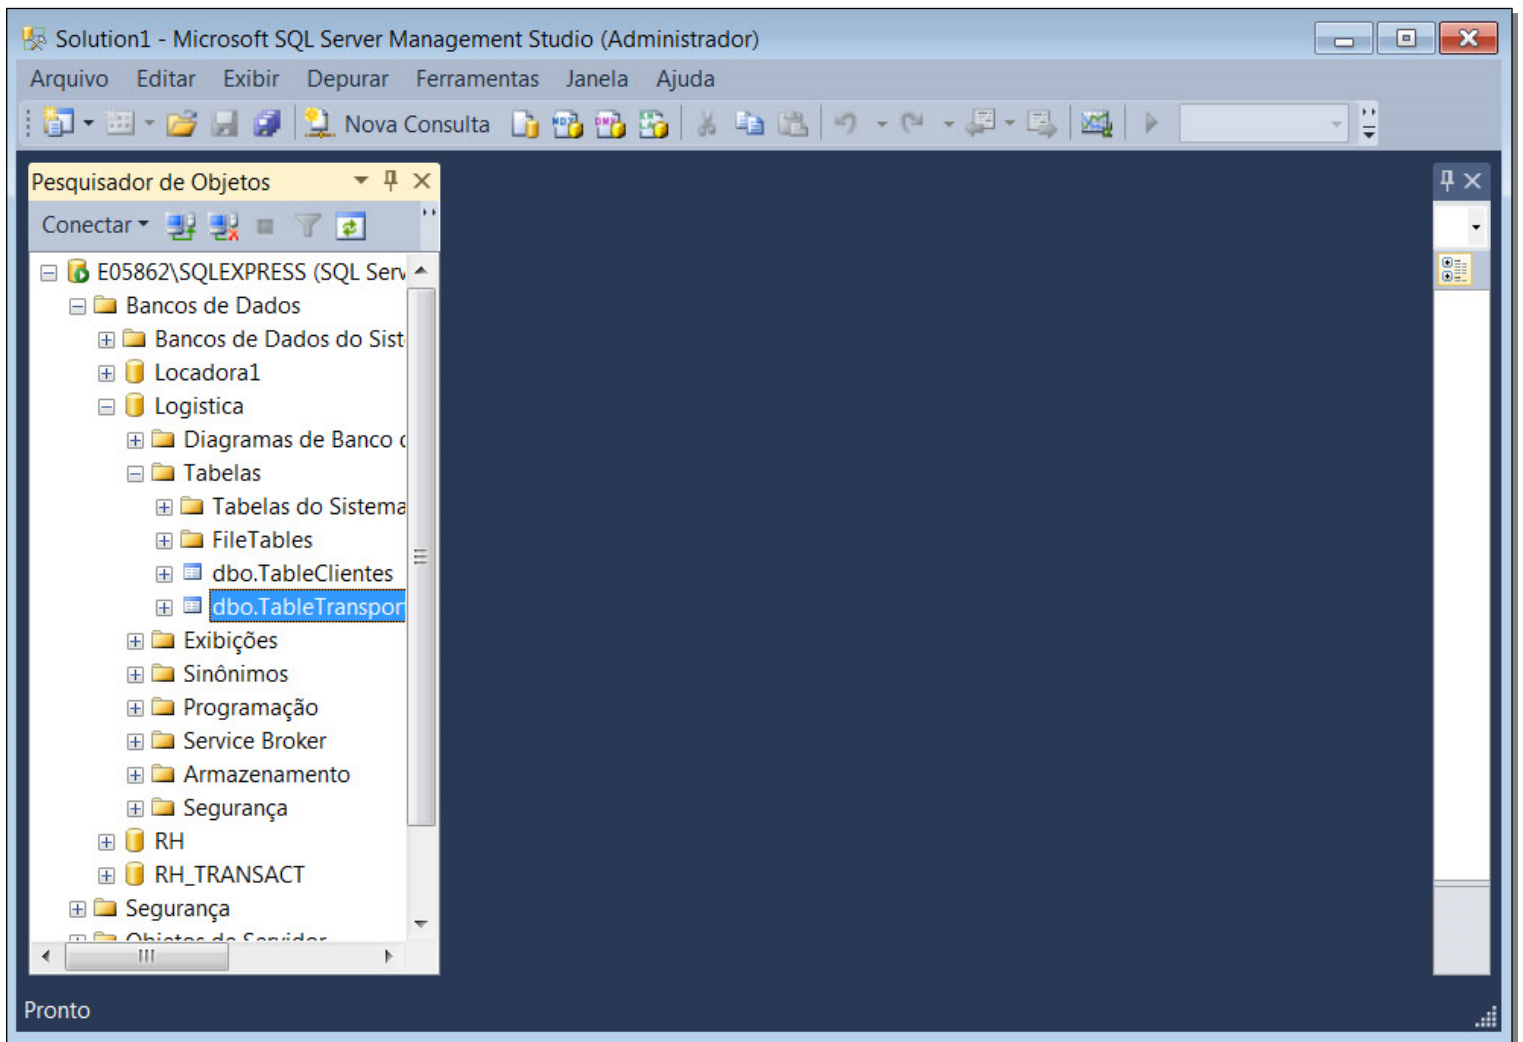 Solution1 - Microsoft SQL Server Management Studio (Administrador)
Arquivo Editar Exibir Depurar Ferramentas Janela Ajuda
Nova Consulta
Pesquisador de Objetos
Conectar
E05862\SQLEXPRESS (SQL Serv
Bancos de Dados
Bancos de Dados do Sist
Locadora1
Logistica
Diagramas de Banco
Tabelas
Tabelas do Sistema
FileTables
dbo.TableClientes
dbo.TableTranspor
Exibições
Sinônimos
Programação
Service Broker
Armazenamento
Segurança
RH
RH_TRANSACT
Segurança
Objetos de Servidor
Pronto